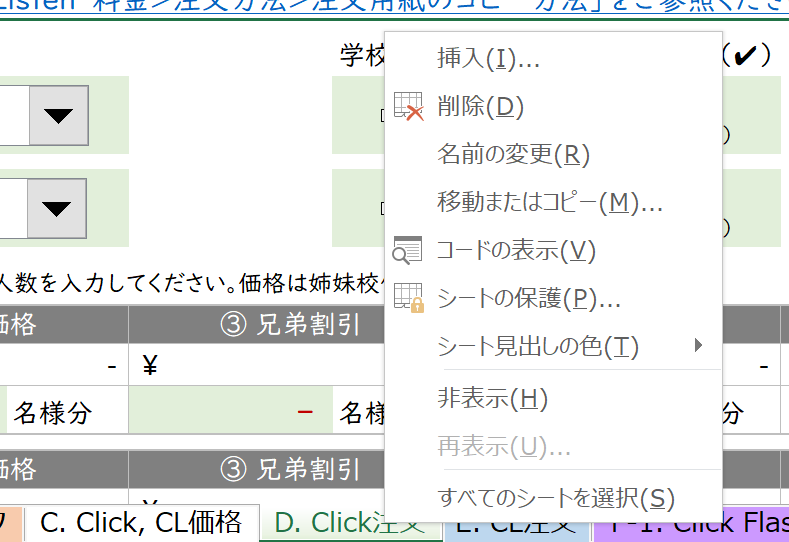 料金>注文方法>注文用紙のコピー方法」をご参照ください
学校
(✔)
挿入(I)...
削除(D)
名前の変更(R)
移動またはコピー(M)...
コードの表示(V)
シートの保護(P)...
シート見出しの色(T)
非表示(H)
再表示(U)...
すべてのシートを選択(S)
)
)
人数を入力してください。価格は姉妹校
価格
③ 兄弟割引
-
¥
-
名様分
−
名様
分
価格
③ 兄弟割引
C. Click, CL価格
D. Click注文
E. CL注文
F-1. Click Flas